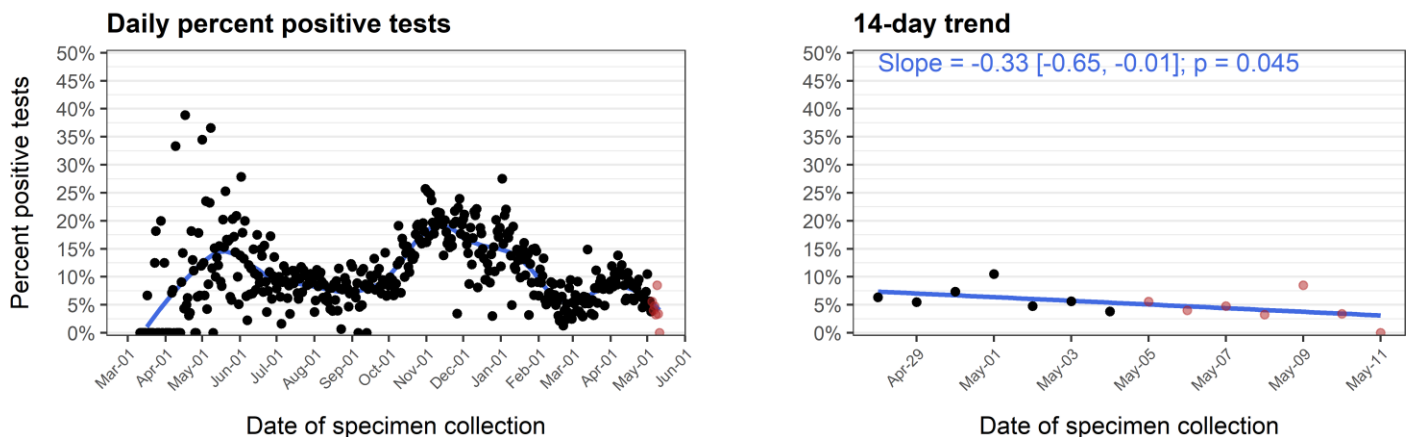 Daily percent positive tests
Percent positive tests
50%
45%
40%
35%
30%
25%
20%
15%
10%
5%
0%
Mar-01
Apr-01
May-01
Jun-01
Jul-01
Aug-01
Sep-01
Oct-01
Nov-01
Dec-01
Jan-01
Feb-01
Mar-01
Apr-01
May-01
Jun-01
Date of specimen collection
14-day trend
Slope = -0.33 [-0.65, -0.01]; p = 0.045
50%
45%
40%
35%
30%
25%
20%
15%
10%
5%
0%
Apr-29
May-01
May-03
May-05
May-07
May-09
May-11
Date of specimen collection